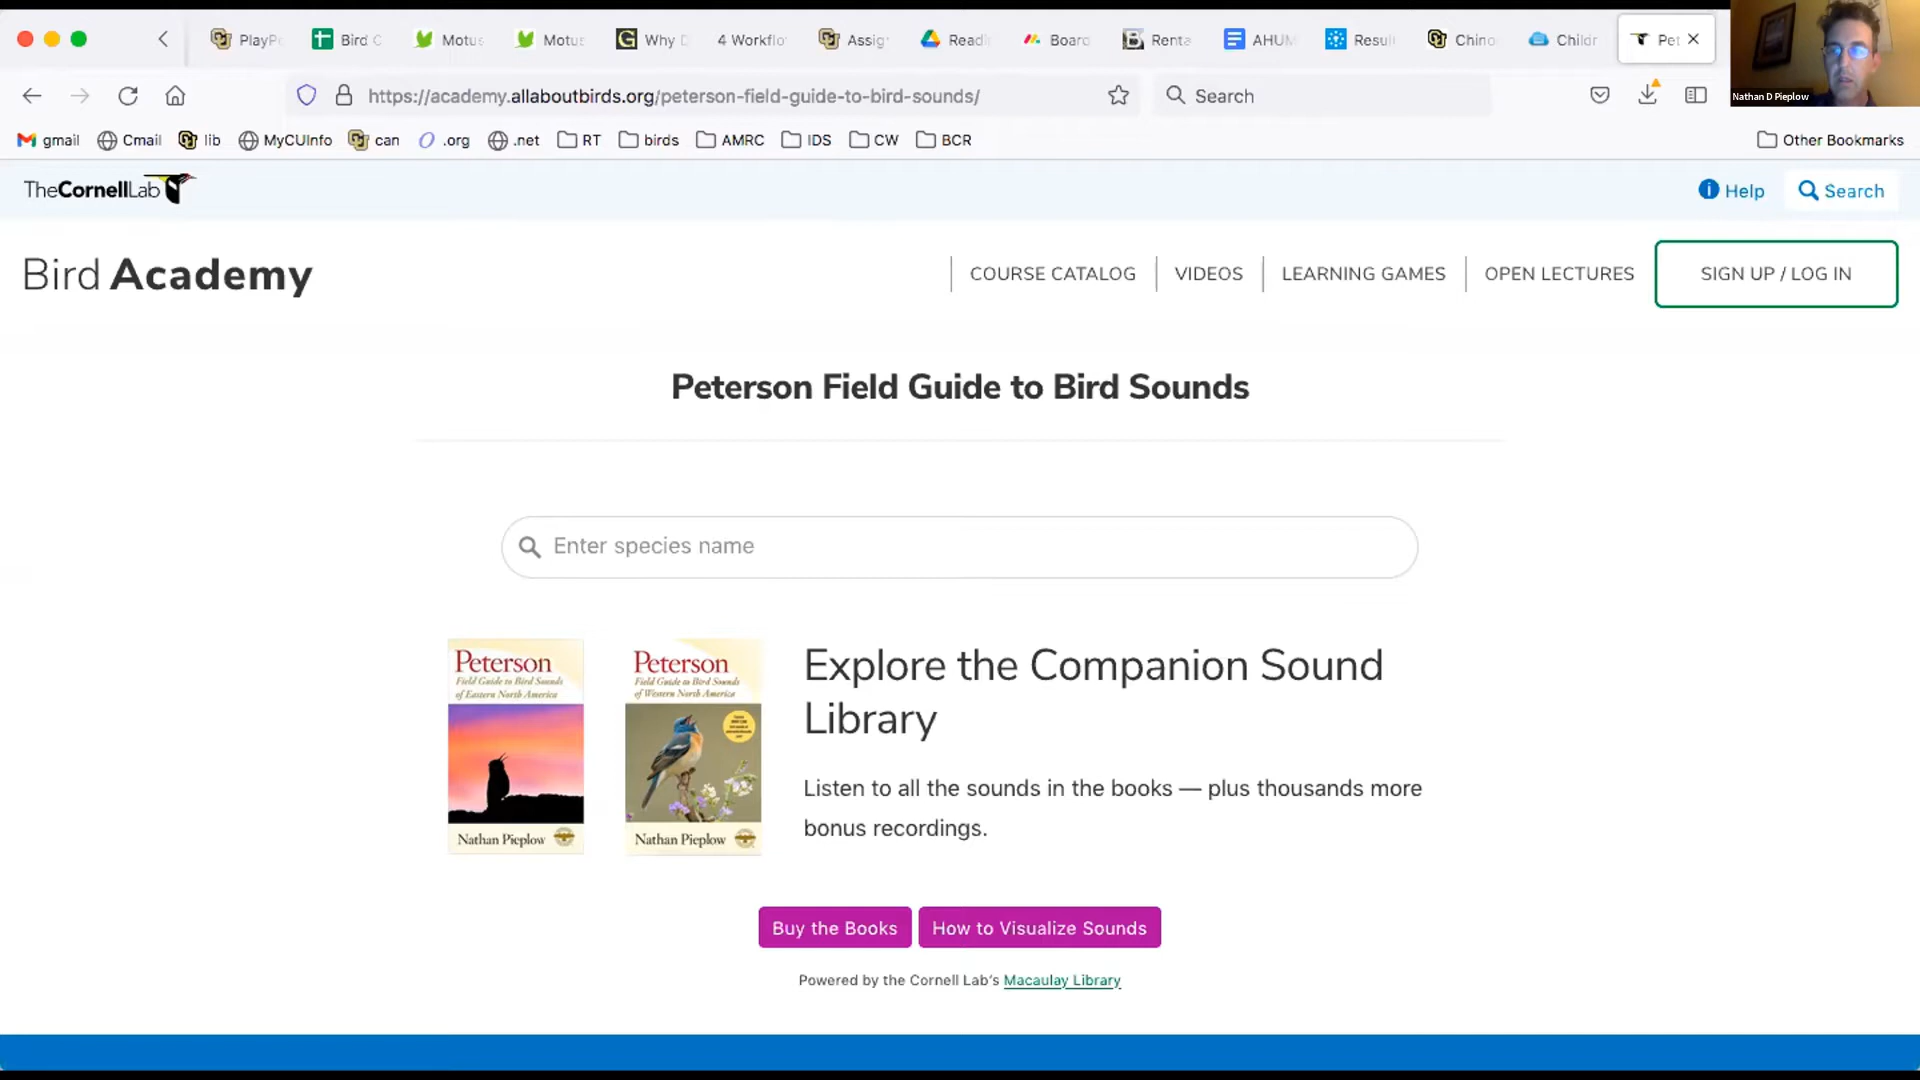 PlayP
Bird C
Motus
Motus
Why D
4 Workflo
Assig
Readi
Board
Renta
AHUM
Resul
Chino
Childr
Pet
https://academy.allaboutbirds.org/peterson-field-guide-to-bird-sounds/
Search
Nathan D Pieplow
gmail
Cmail
lib
MyCUInfo
can
.org
.net
RT
birds
AMRC
IDS
CW
BCR
Other Bookmarks
TheCornellLab
Help
Search
Bird Academy
COURSE CATALOG
VIDEOS
LEARNING GAMES
OPEN LECTURES
SIGN UP / LOG IN
Peterson Field Guide to Bird Sounds
Enter species name
Peterson
Field Guide to Bird Sounds
of Eastern North America
Nathan Pieplow
Peterson
Field Guide to Bird Sounds
of Western North America
Nathan Pieplow
Explore the Companion Sound
Library
Listen to all the sounds in the books — plus thousands more
bonus recordings.
Buy the Books
How to Visualize Sounds
Powered by the Cornell Lab's Macaulay Library